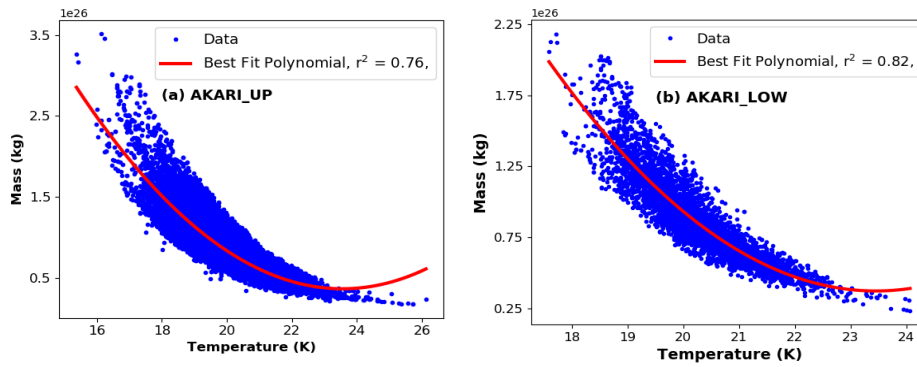 1e26
3.5
2.5
1.5
0.5
Mass (kg)
Data
Best Fit Polynomial, r² = 0.76,
(a) AKARI_UP
16 18 20 22 24 26
Temperature (K)
1e26
2.25
1.75
1.25
0.75
0.25
Mass (kg)
Data
Best Fit Polynomial, r² = 0.82,
(b) AKARI_LOW
18 19 20 21 22 23 24
Temperature (K)